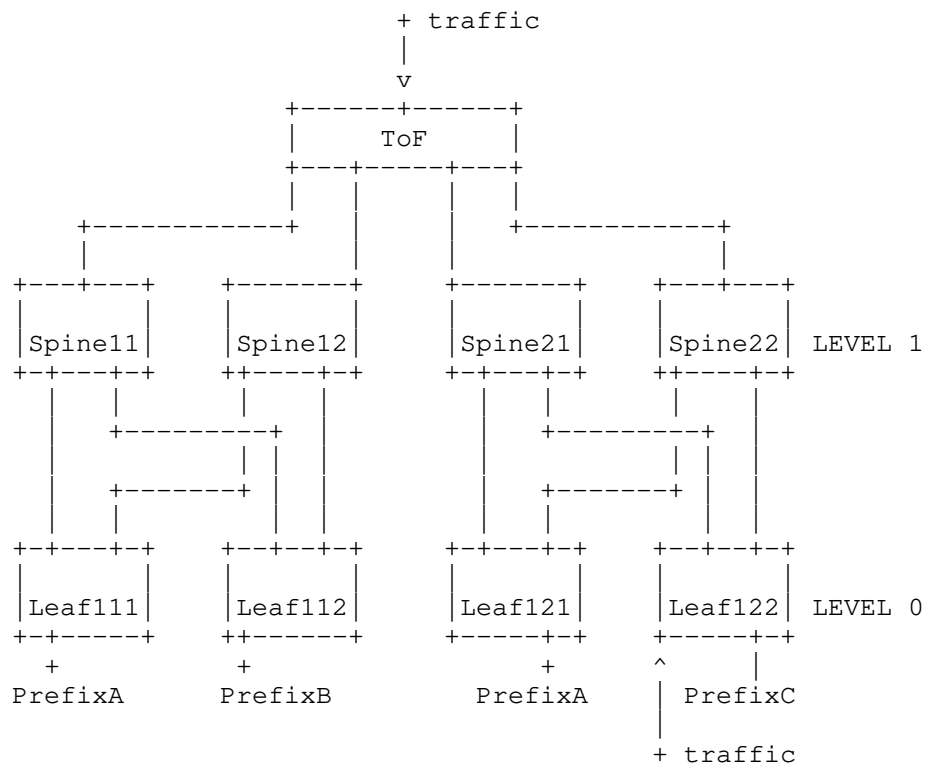 + traffic
ToF
Spine11 Spine12 Spine21 Spine22 LEVEL 1
Leaf111 Leaf112 Leaf121 Leaf122 LEVEL 0
PrefixA PrefixB PrefixA PrefixC
+ traffic